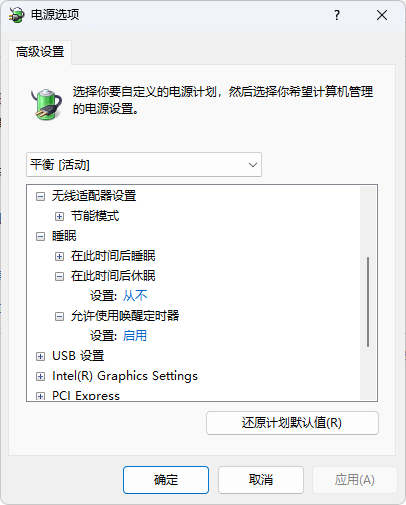 电源选项
高级设置
选择你要自定义的电源计划，然后选择你希望计算机管理
的电源设置。
平衡 [活动]
无线适配器设置
节能模式
睡眠
在此时间后睡眠
在此时间后休眠
设置: 从不
允许使用唤醒定时器
设置: 启用
USB 设置
Intel(R) Graphics Settings
PCI Express
还原计划默认值(R)
确定
取消
应用(A)